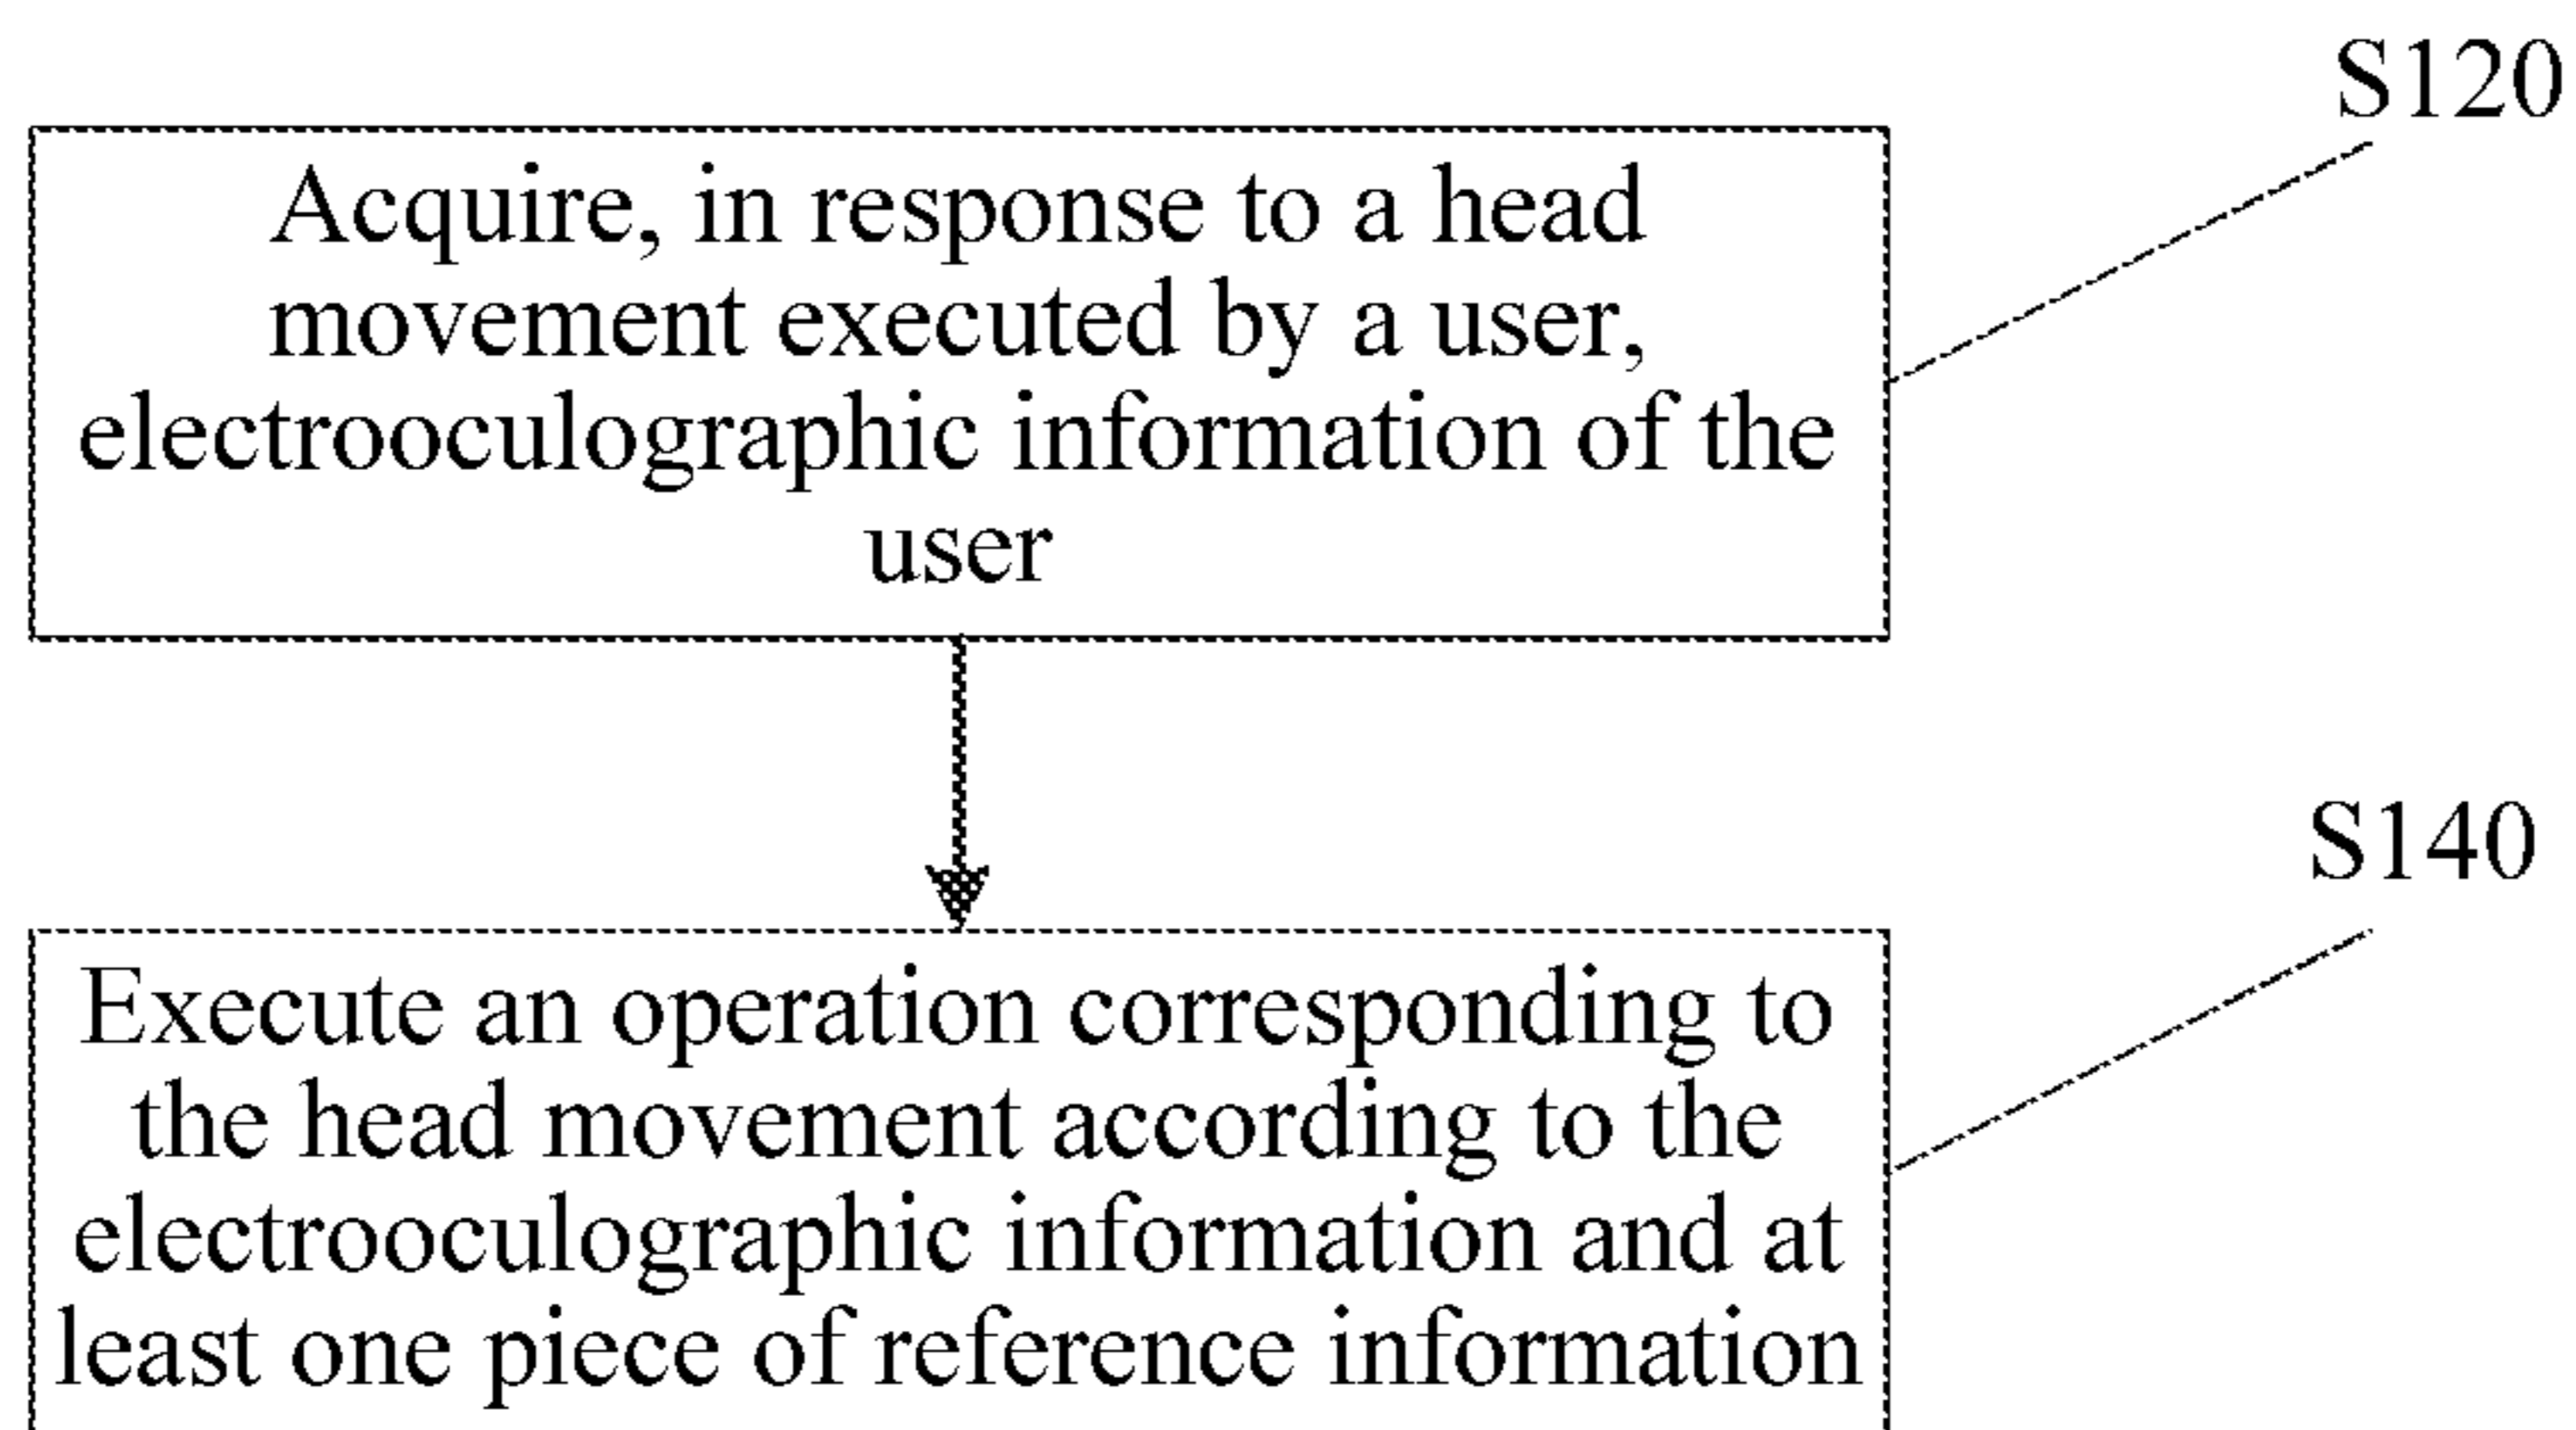 S120
Acquire, in response to a head
movement executed by a user,
electrooculographic information of the
user
S140
Execute an operation corresponding to
the head movement according to the
electrooculographic information and at
least one piece of reference information